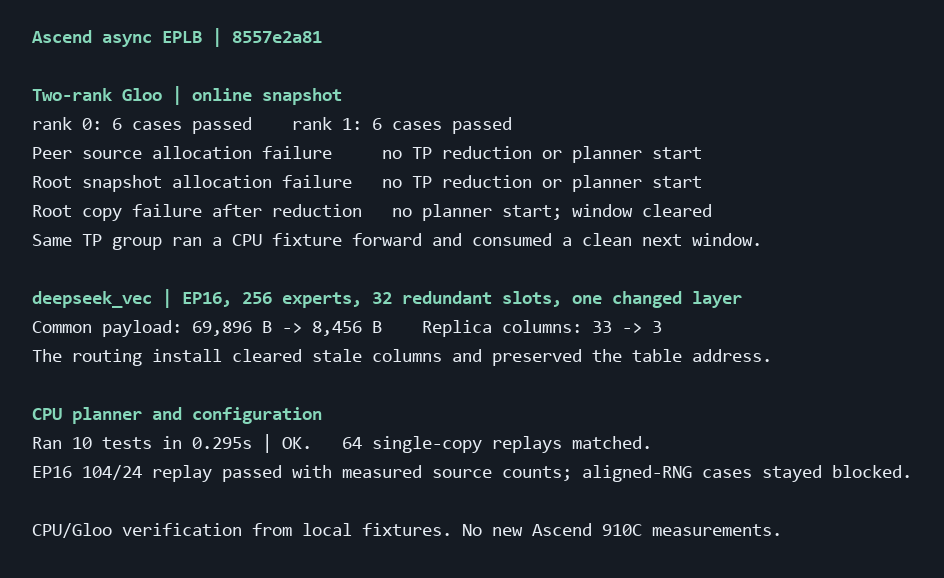 Ascend async EPLB | 8557e2a81
Two-rank Gloo | online snapshot
rank 0: 6 cases passed    rank 1: 6 cases passed
Peer source allocation failure     no TP reduction or planner start
Root snapshot allocation failure   no TP reduction or planner start
Root copy failure after reduction   no planner start; window cleared
Same TP group ran a CPU fixture forward and consumed a clean next window.
deepseek_vec | EP16, 256 experts, 32 redundant slots, one changed layer
Common payload: 69,896 B -> 8,456 B    Replica columns: 33 -> 3
The routing install cleared stale columns and preserved the table address.
CPU planner and configuration
Ran 10 tests in 0.295s | OK.   64 single-copy replays matched.
EP16 104/24 replay passed with measured source counts; aligned-RNG cases stayed blocked.
CPU/Gloo verification from local fixtures. No new Ascend 910C measurements.